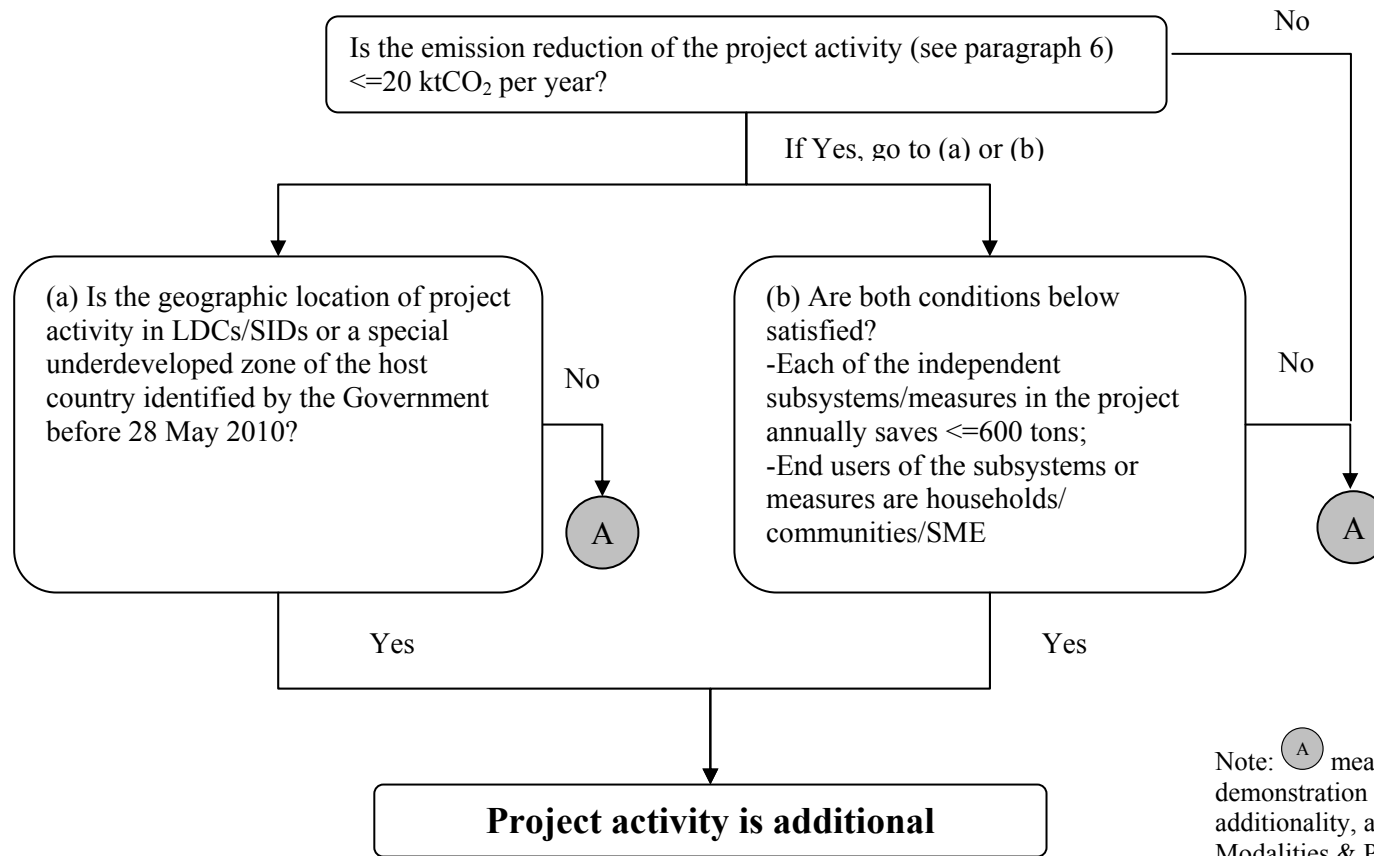 No
Is the emission reduction of the project activity (see paragraph 6)
<=20 ktCO₂ per year?
If Yes, go to (a) or (b)
(a) Is the geographic location of project
activity in LDCs/SIDs or a special
underdeveloped zone of the host
country identified by the Government
before 28 May 2010?
No
A
(b) Are both conditions below
satisfied?
-Each of the independent
subsystems/measures in the project
annually saves <=600 tons;
-End users of the subsystems or
measures are households/
communities/SME
No
A
Yes
Yes
Project activity is additional
Note: A
demonstration
additionality,
Modalities &